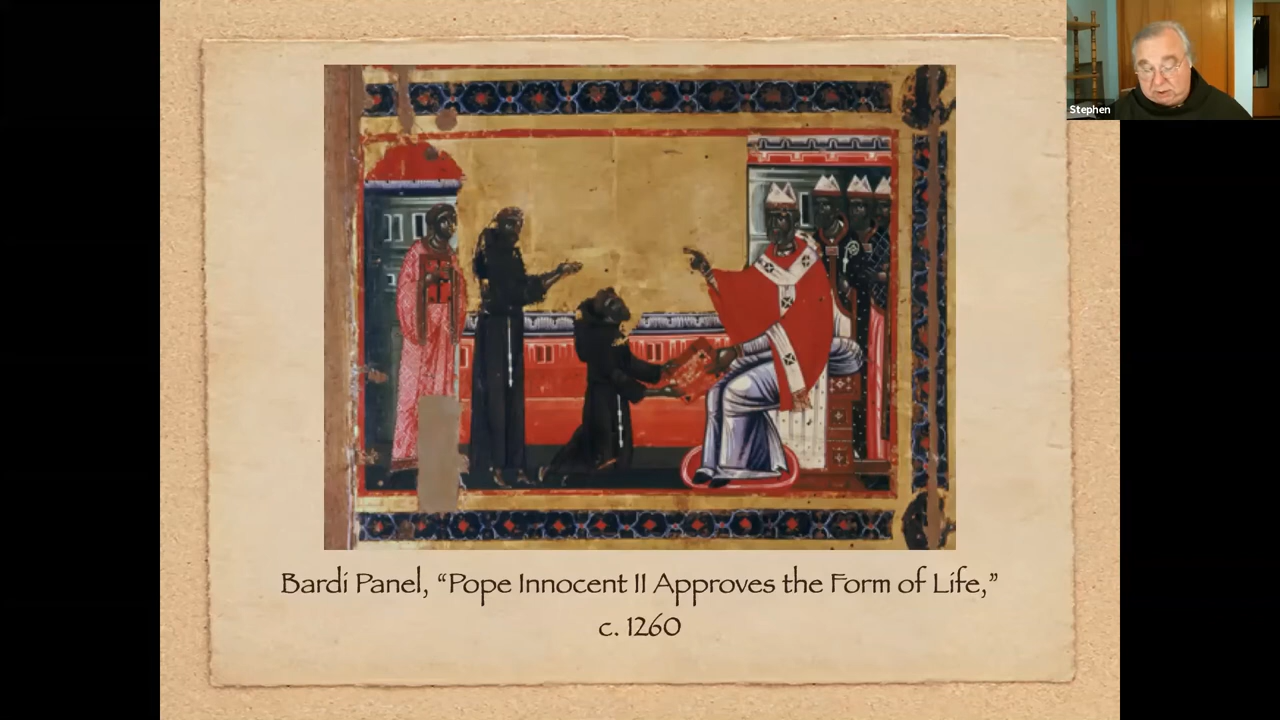 Stephen
Bardi Panel, “Pope Innocent II Approves the Form of Life,”
c. 1260